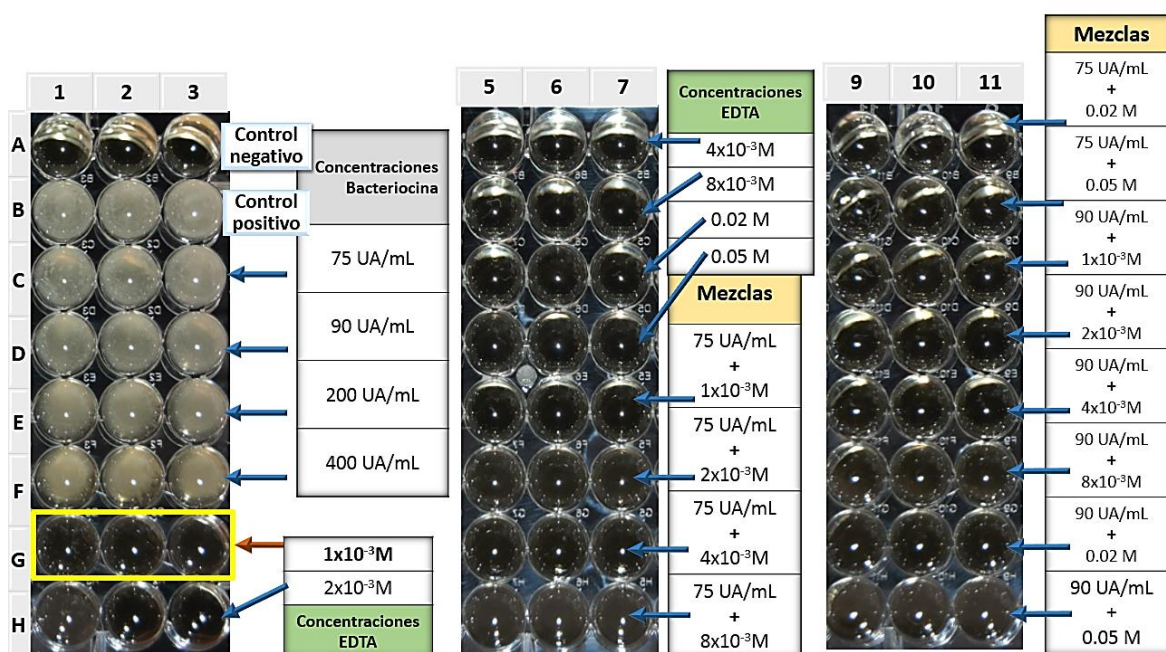 1 2 3
A
B
C
D
E
F
G
H
Control
negativo
Control
positivo
Concentraciones
Bacteriocina
75 UA/mL
90 UA/mL
200 UA/mL
400 UA/mL
1x10⁻³M
2x10⁻³M
Concentraciones
EDTA
5 6 7
Concentraciones
EDTA
4x10⁻³M
8x10⁻³M
0.02 M
0.05 M
Mezclas
75 UA/mL
+
1x10⁻³M
75 UA/mL
+
2x10⁻³M
75 UA/mL
+
4x10⁻³M
75 UA/mL
+
8x10⁻³M
9 10 11
Mezclas
75 UA/mL
+
0.02 M
75 UA/mL
+
0.05 M
90 UA/mL
+
1x10⁻³M
90 UA/mL
+
2x10⁻³M
90 UA/mL
+
4x10⁻³M
90 UA/mL
+
8x10⁻³M
90 UA/mL
+
0.02 M
90 UA/mL
+
0.05 M